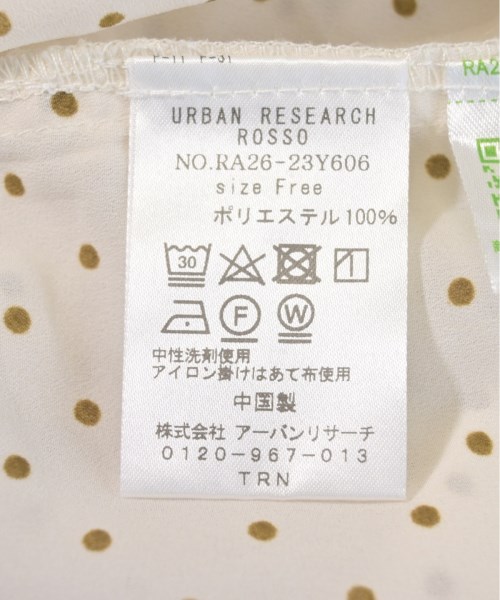 URBAN RESEARCH
ROSSO
NO.RA26-23Y606
size Free
ポリエステル100%
30
F W
中性洗剤使用
アイロン掛けはあて布使用
中国製
株式会社 アーバンリサーチ
0120-967-013
TRN
RA2